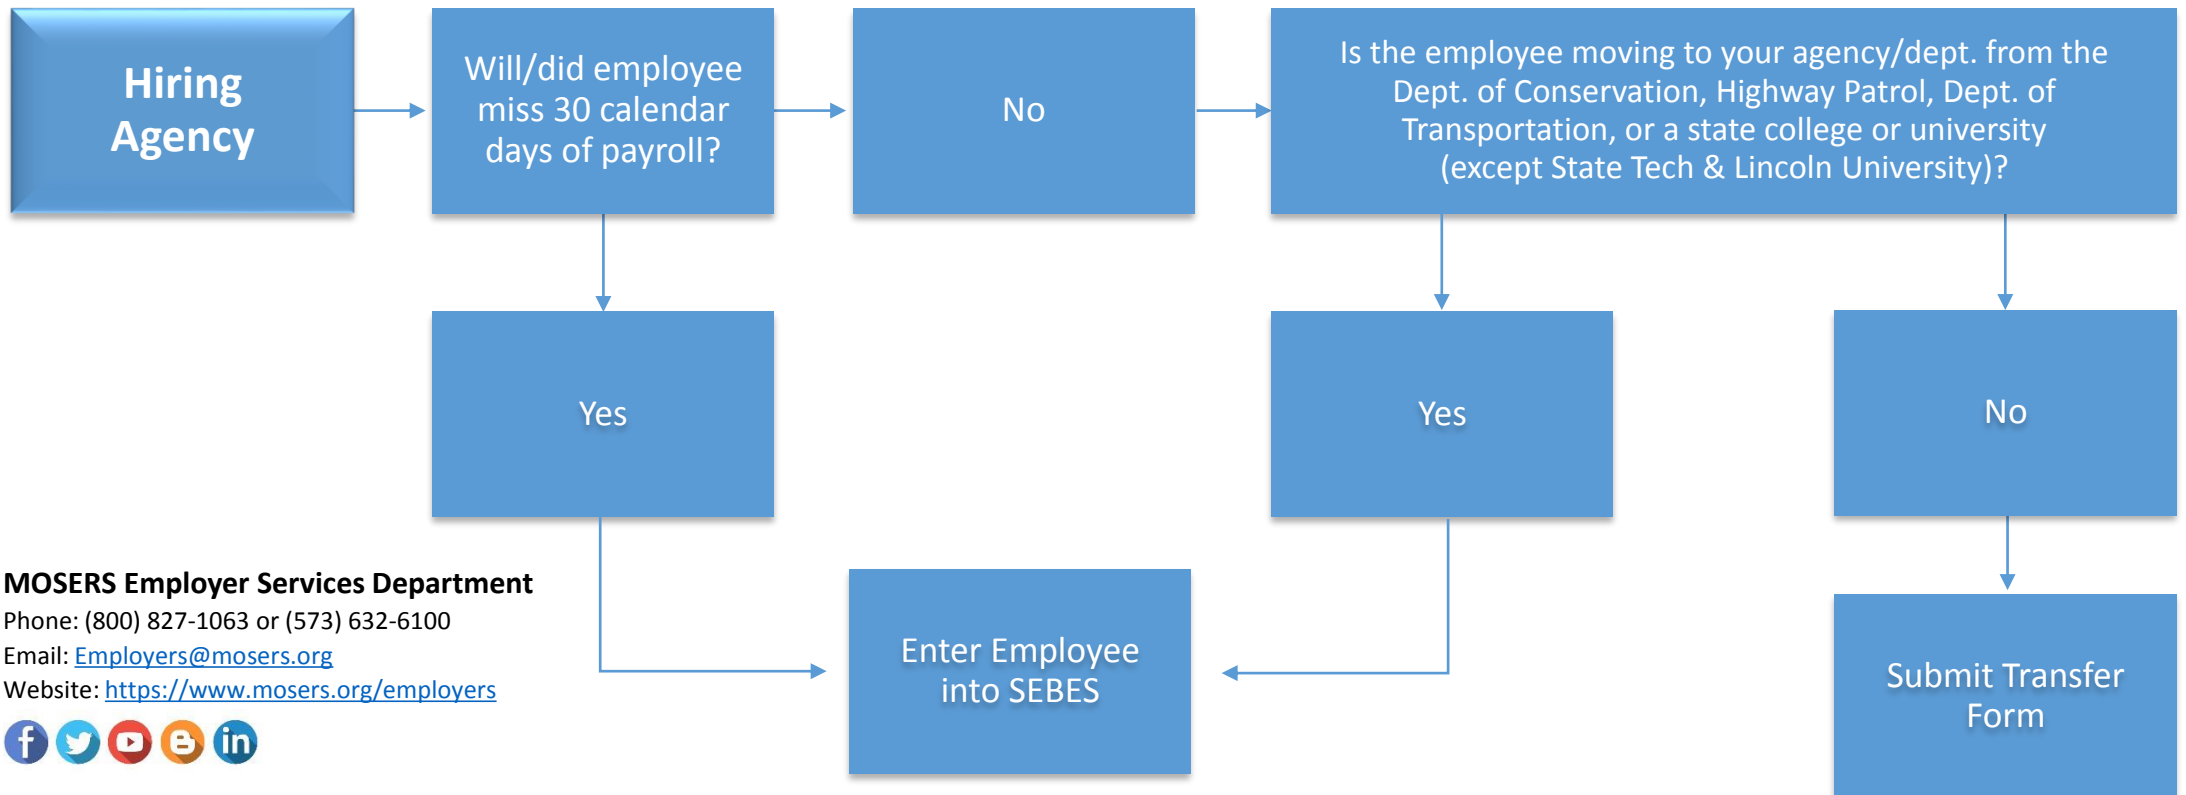 Hiring
Agency
Will/did employee
miss 30 calendar
days of payroll?
No
Is the employee moving to your agency/dept. from the
Dept. of Conservation, Highway Patrol, Dept. of
Transportation, or a state college or university
(except State Tech & Lincoln University)?
Yes
Yes
No
MOSERS Employer Services Department
Phone: (800) 827-1063 or (573) 632-6100
Email: Employers@mosers.org
Website: https://www.mosers.org/employers
Enter Employee
into SEBES
Submit Transfer
Form